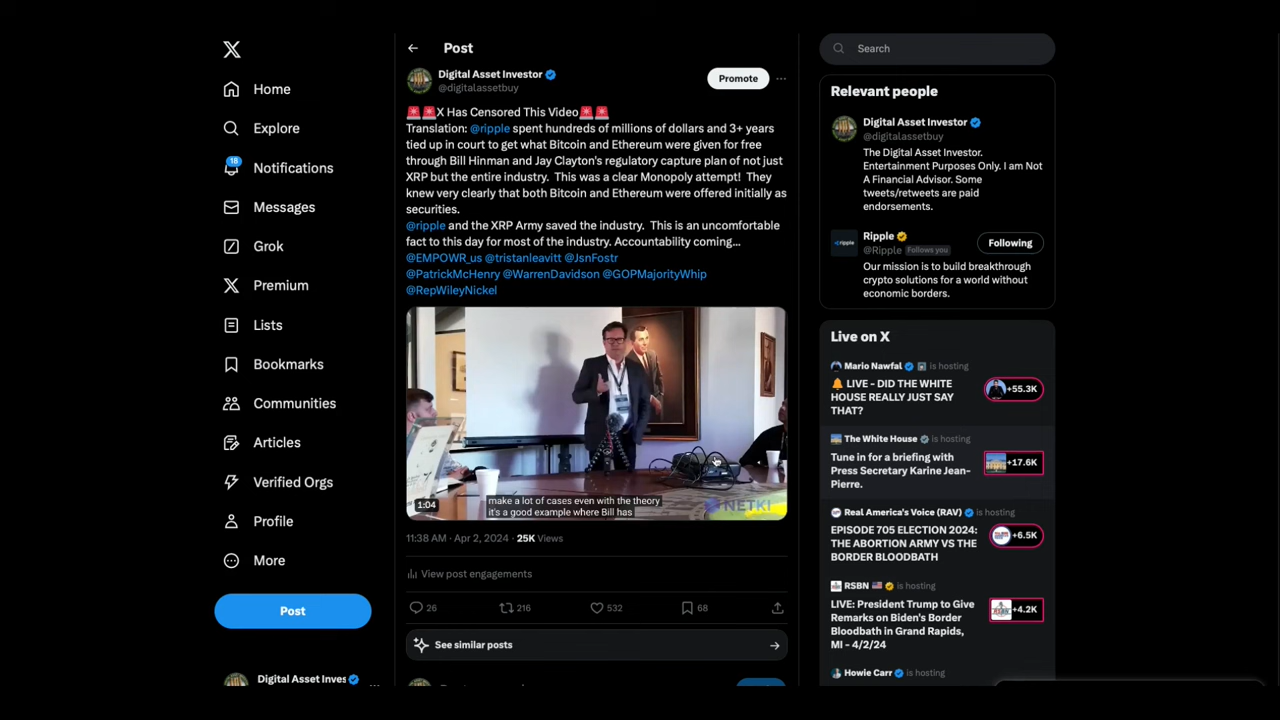 Home
Explore
18
Notifications
Messages
Grok
Premium
Lists
Bookmarks
Communities
Articles
Verified Orgs
Profile
More
Post
Digital Asset Inves
Post
Digital Asset Investor
@digitalassetbuy
Promote
🚨🚨X Has Censored This Video🚨🚨
Translation: @ripple spent hundreds of millions of dollars and 3+ years
tied up in court to get what Bitcoin and Ethereum were given for free
through Bill Hinman and Jay Clayton's regulatory capture plan of not just
XRP but the entire industry. This was a clear Monopoly attempt! They
knew very clearly that both Bitcoin and Ethereum were offered initially as
securities.
@ripple and the XRP Army saved the industry. This is an uncomfortable
fact to this day for most of the industry. Accountability coming...
@EMPOWR_us @tristanleavitt @JsnFostr
@PatrickMcHenry @WarrenDavidson @GOPMajorityWhip
@RepWileyNickel
make a lot of cases even with the theory
it's a good example where Bill has
1:04
NETKI
11:38 AM · Apr 2, 2024 · 25K Views
View post engagements
26
216
532
68
See similar posts
Search
Relevant people
Digital Asset Investor
@digitalassetbuy
The Digital Asset Investor.
Entertainment Purposes Only. I am Not
A Financial Advisor. Some
tweets/retweets are paid
endorsements.
ripple
Ripple
@Ripple Follows you
Following
Our mission is to build breakthrough
crypto solutions for a world without
economic borders.
Live on X
Mario Nawfal is hosting
🔔 LIVE - DID THE WHITE
HOUSE REALLY JUST SAY
THAT?
+55.3K
The White House is hosting
Tune in for a briefing with
Press Secretary Karine Jean-
Pierre.
+17.6K
Real America's Voice (RAV) is hosting
EPISODE 705 ELECTION 2024:
THE ABORTION ARMY VS THE
BORDER BLOODBATH
+6.5K
RSBN 🇺🇸 is hosting
LIVE: President Trump to Give
Remarks on Biden's Border
Bloodbath in Grand Rapids,
MI - 4/2/24
+4.2K
Howie Carr is hosting